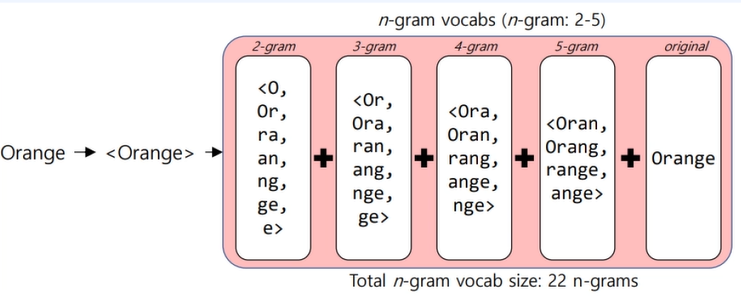 n-gram vocabs (n-gram: 2-5)
2-gram 3-gram 4-gram 5-gram original
<O,
Or,
ra,
an,
ng,
ge,
e>
<Or,
Ora,
ran,
ang,
nge,
ge>
<Ora,
Oran,
rang,
ange,
nge>
<Oran,
Orang,
range,
ange>
Orange
Orange → <Orange> →
Total n-gram vocab size: 22 n-grams